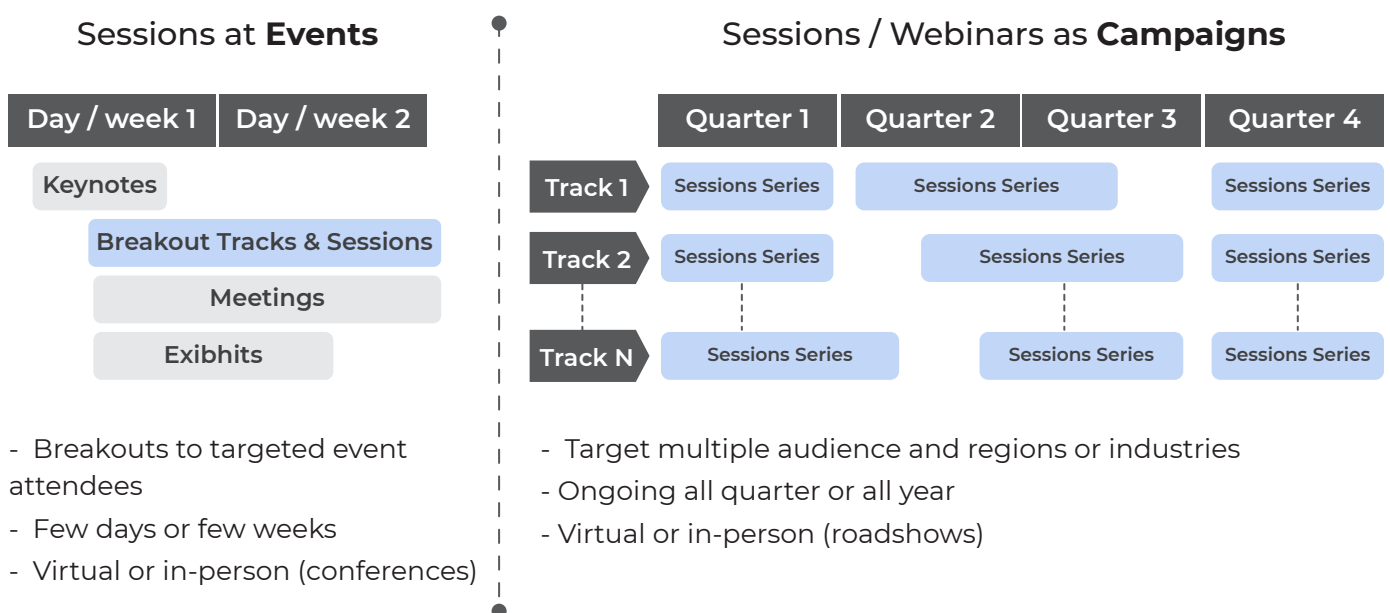 Sessions at Events
Day / week 1
Day / week 2
Keynotes
Breakout Tracks & Sessions
Meetings
Exibhits
- Breakouts to targeted event
attendees
- Few days or few weeks
- Virtual or in-person (conferences)
Sessions / Webinars as Campaigns
Quarter 1
Quarter 2
Quarter 3
Quarter 4
Track 1
Sessions Series
Sessions Series
Sessions Series
Track 2
Sessions Series
Sessions Series
Sessions Series
Track N
Sessions Series
Sessions Series
Sessions Series
- Target multiple audience and regions or industries
- Ongoing all quarter or all year
- Virtual or in-person (roadshows)